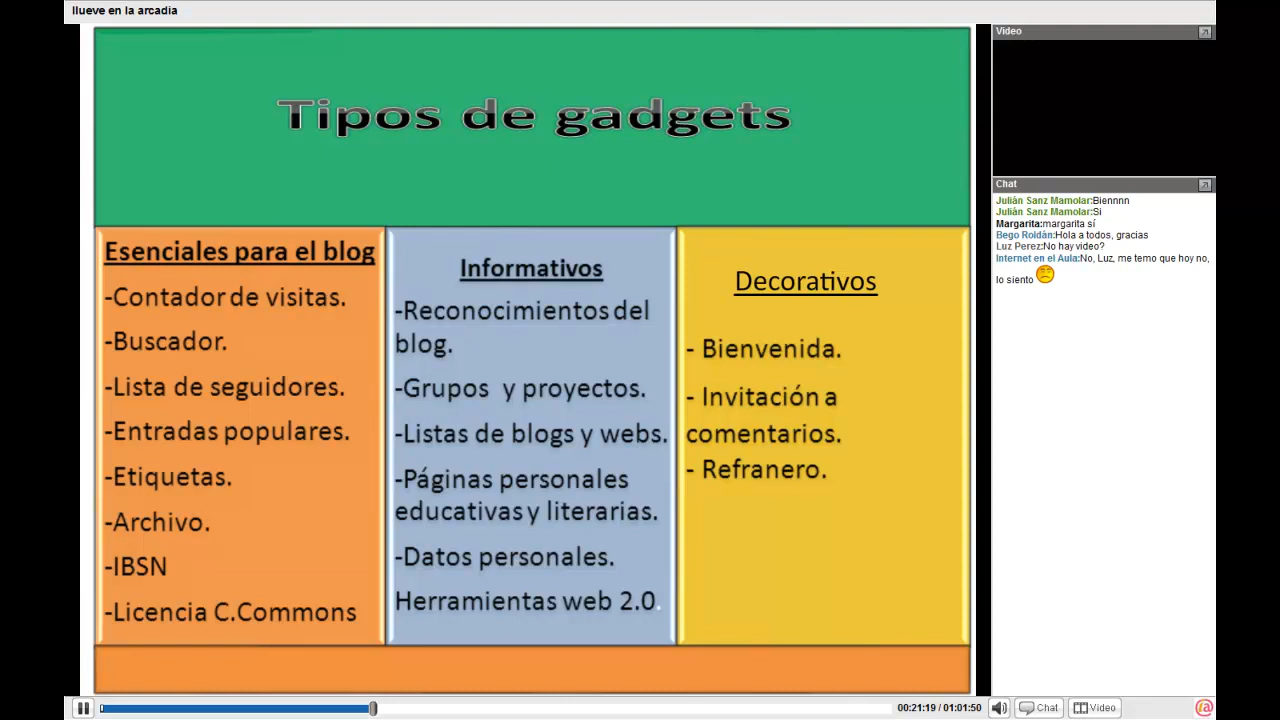 llueve en la arcadia
Tipos de gadgets
Esenciales para el blog
-Contador de visitas.
-Buscador.
-Lista de seguidores.
-Entradas populares.
-Etiquetas.
-Archivo.
-IBSN
-Licencia C.Commons
Informativos
-Reconocimientos del
blog.
-Grupos y proyectos.
-Listas de blogs y webs.
-Páginas personales
educativas y literarias.
-Datos personales.
Herramientas web 2.0.
Decorativos
- Bienvenida.
- Invitación a
comentarios.
- Refranero.
Video
Chat
Julián Sanz Mamolar:Biennnn
Julián Sanz Mamolar:Si
Margarita:margarita sí
Bego Roldán:Hola a todos, gracias
Luz Perez:No hay video?
Internet en el Aula:No, Luz, me temo que hoy no,
lo siento
00:21:19 / 01:01:50
Chat
Video